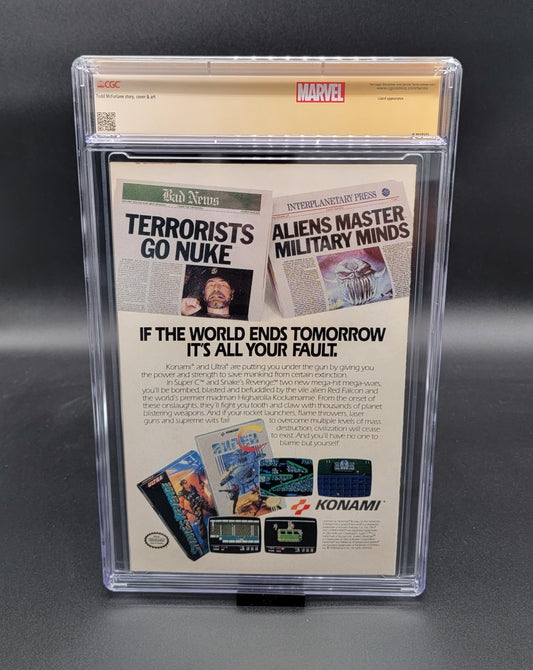 CGC
Todd McFarlane story, cover & art
MARVEL
Lizard appearance
Bad News
TERRORISTS
GO NUKE
INTERPLANETARY PRESS
ALIENS MASTER
MILITARY MINDS
IF THE WORLD ENDS TOMORROW
IT'S ALL YOUR FAULT.
Konami® and Ultra® are putting you under the gun by giving you
the power and strength to save mankind from certain extinction.
In Super C™ and Snake's Revenge,™ two new mega-hit mega-wars,
you'll be bombed, blasted and befuddled by the vile alien Red Falcon and
the world's premier madman Higharolla Kockamamie. From the onset of
these onslaughts, they'll fight you tooth and claw with thousands of planet
blistering weapons. And if your rocket launchers, flame throwers, laser
guns and supreme wits fail to overcome multiple levels of mass
destruction, civilization will cease
to exist. And you'll have no one to
blame but yourself.
KONAMI®